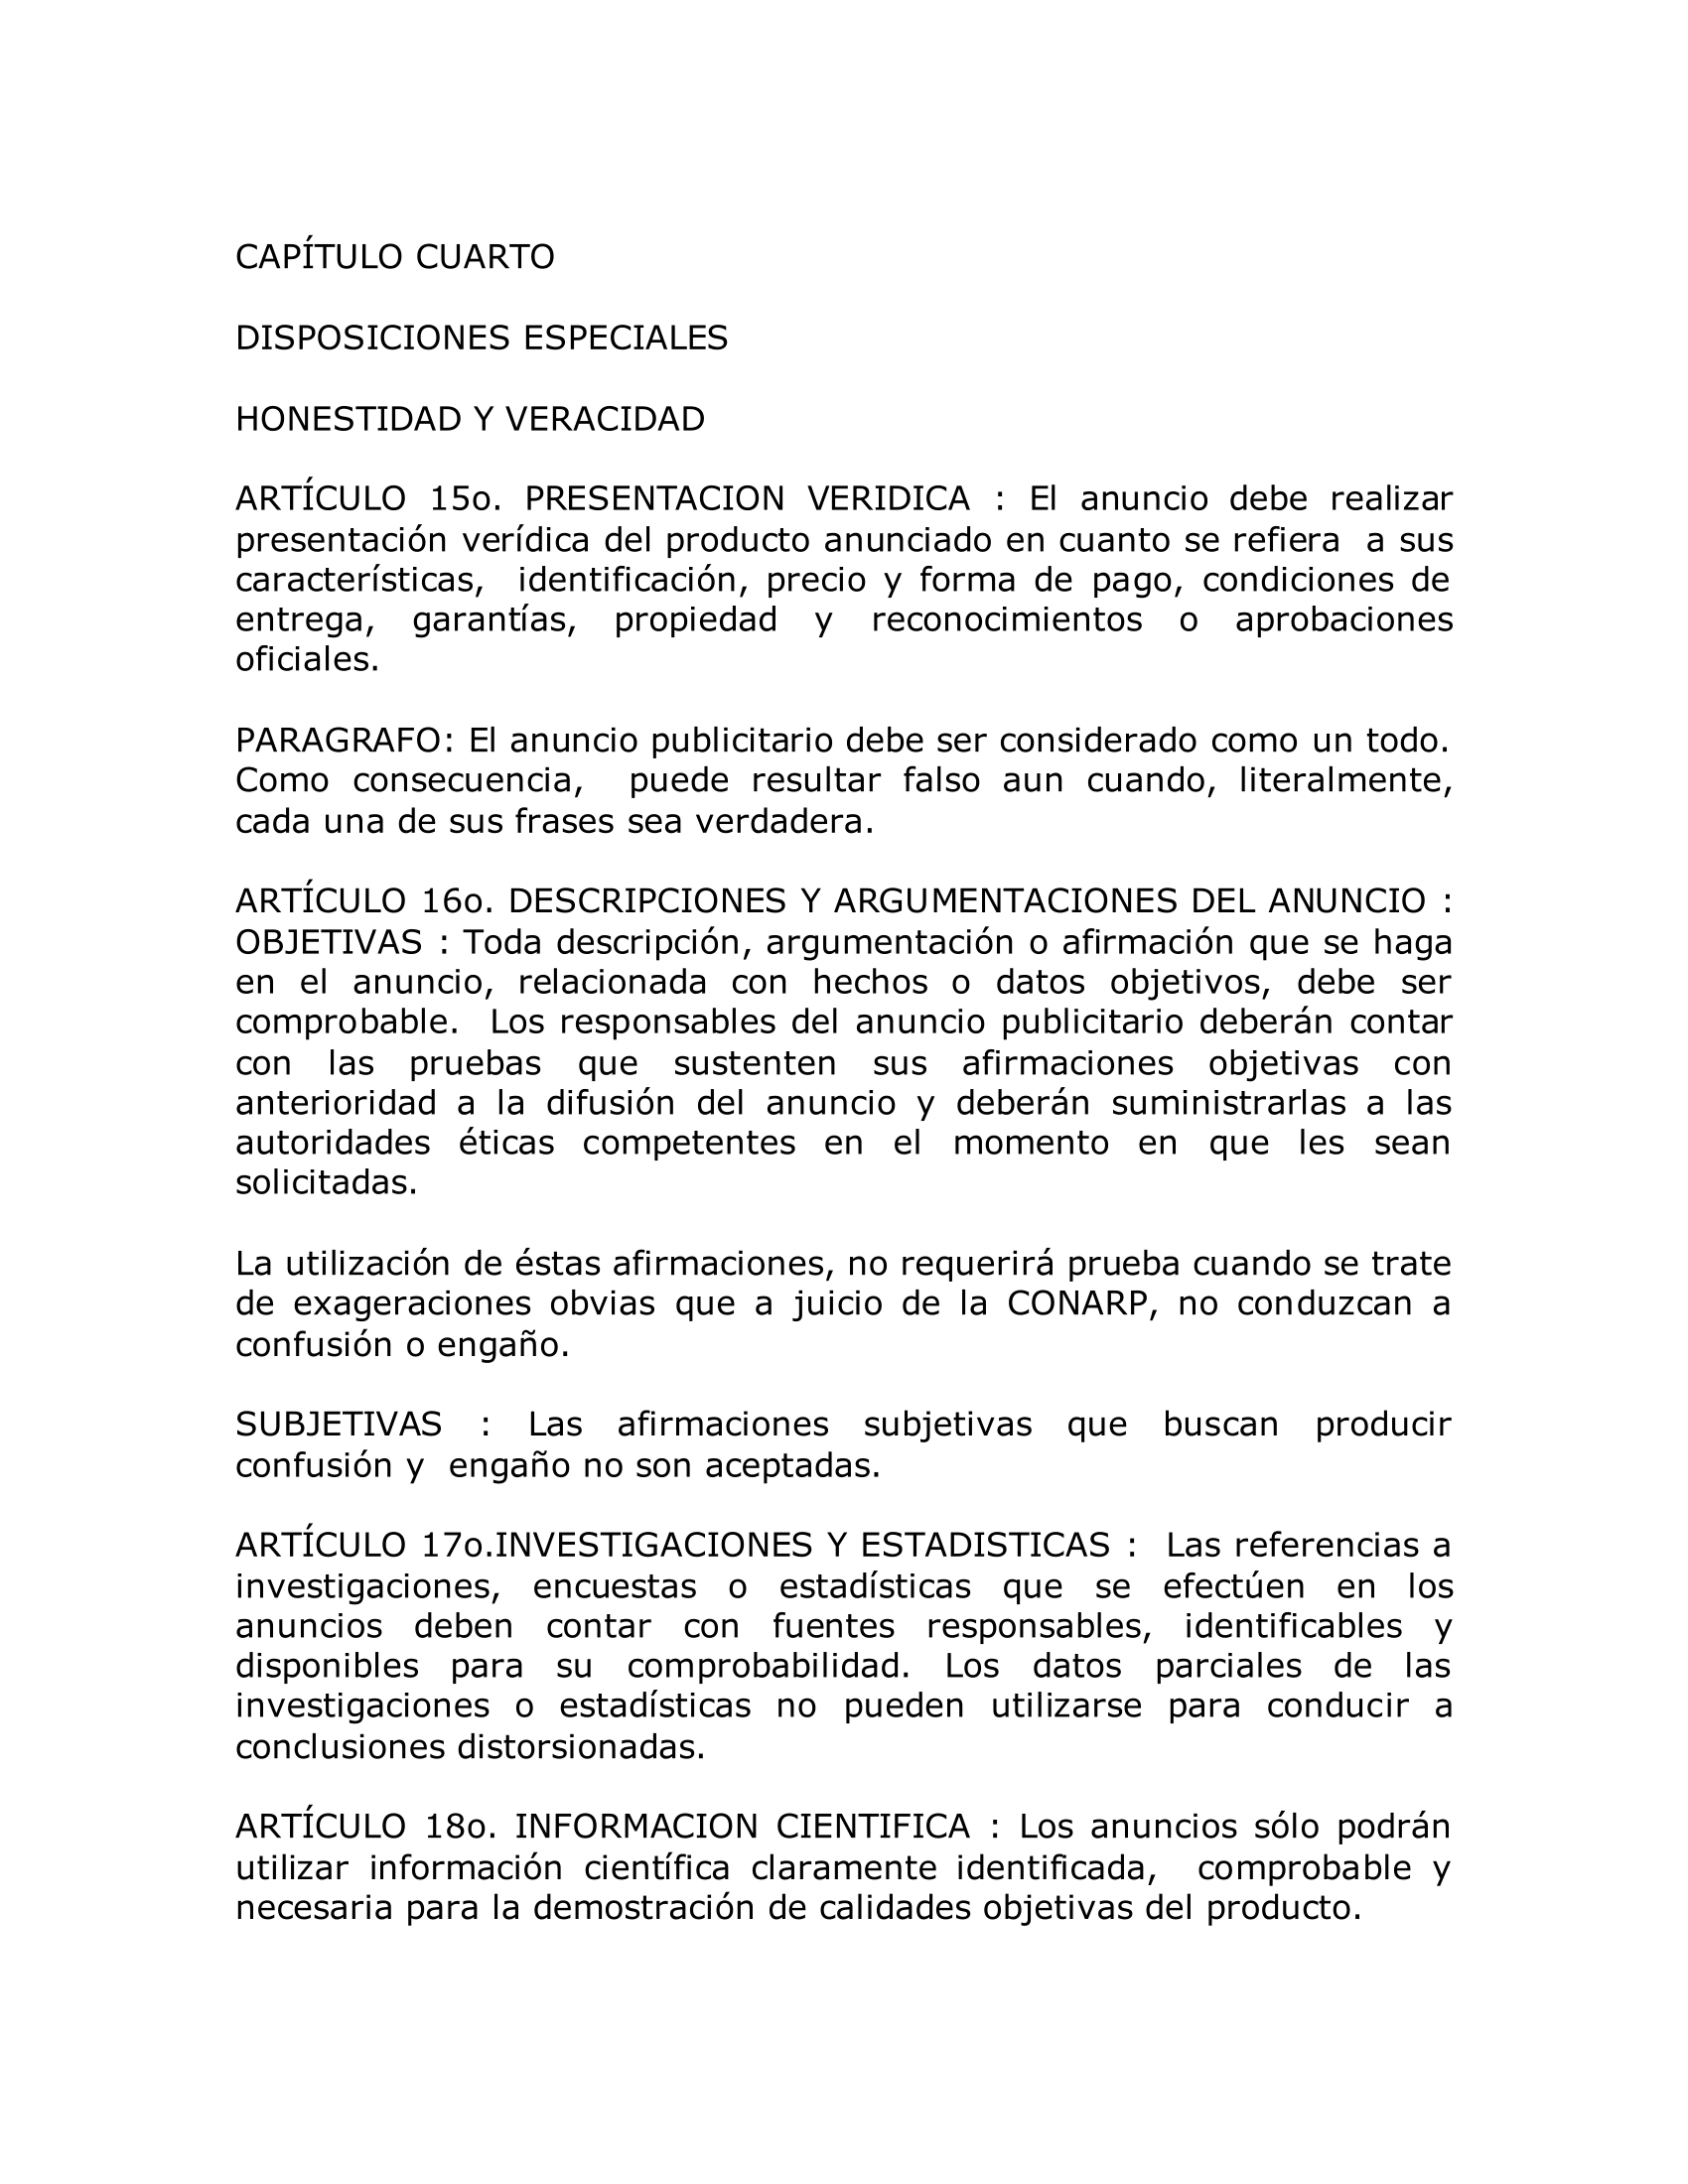 CAPÍTULO CUARTO
DISPOSICIONES ESPECIALES
HONESTIDAD Y VERACIDAD
ARTÍCULO 15o. PRESENTACION VERIDICA : El anuncio debe realizar
presentación verídica del producto anunciado en cuanto se refiera a sus
características, identificación, precio y forma de pago, condiciones de
entrega, garantías, propiedad y reconocimientos o aprobaciones
oficiales.
PARAGRAFO: El anuncio publicitario debe ser considerado como un todo.
Como consecuencia, puede resultar falso aun cuando, literalmente,
cada una de sus frases sea verdadera.
ARTÍCULO 16o. DESCRIPCIONES Y ARGUMENTACIONES DEL ANUNCIO :
OBJETIVAS : Toda descripción, argumentación o afirmación que se haga
en el anuncio, relacionada con hechos o datos objetivos, debe ser
comprobable. Los responsables del anuncio publicitario deberán contar
con las pruebas que sustenten sus afirmaciones objetivas con
anterioridad a la difusión del anuncio y deberán suministrarlas a las
autoridades éticas competentes en el momento en que les sean
solicitadas.
La utilización de éstas afirmaciones, no requerirá prueba cuando se trate
de exageraciones obvias que a juicio de la CONARP, no conduzcan a
confusión o engaño.
SUBJETIVAS : Las afirmaciones subjetivas que buscan producir
confusión y engaño no son aceptadas.
ARTÍCULO 17o.INVESTIGACIONES Y ESTADISTICAS : Las referencias a
investigaciones, encuestas o estadísticas que se efectúen en los
anuncios deben contar con fuentes responsables, identificables y
disponibles para su comprobabilidad. Los datos parciales de las
investigaciones o estadísticas no pueden utilizarse para conducir a
conclusiones distorsionadas.
ARTÍCULO 18o. INFORMACION CIENTIFICA : Los anuncios sólo podrán
utilizar información científica claramente identificada, comprobable y
necesaria para la demostración de calidades objetivas del producto.